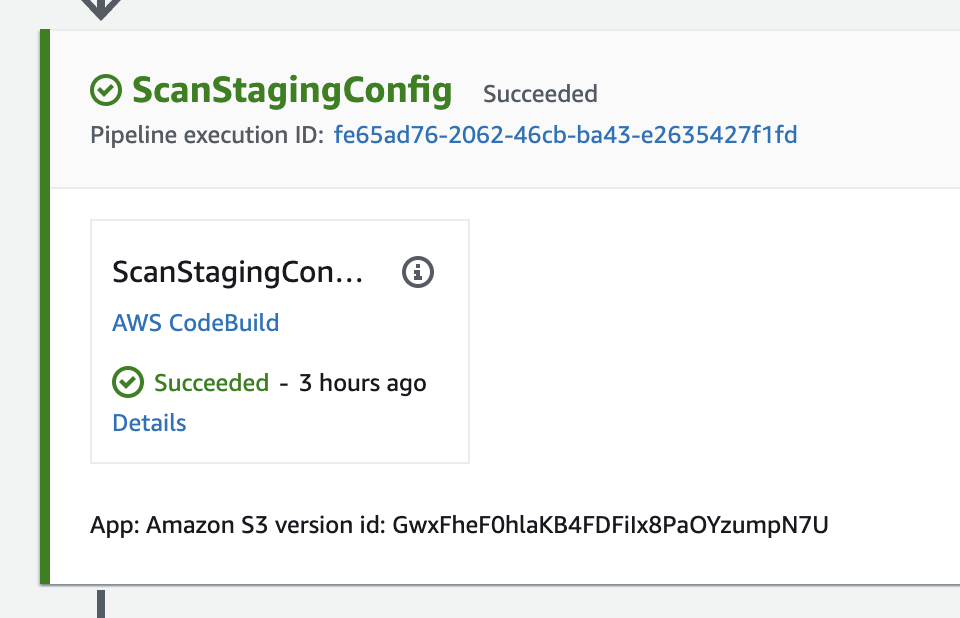 ScanStagingConfig Succeeded
Pipeline execution ID: fe65ad76-2062-46cb-ba43-e2635427f1fd
ScanStagingCon...
AWS CodeBuild
Succeeded - 3 hours ago
Details
App: Amazon S3 version id: GwxFheF0hlaKB4FDFiIx8PaOYzumpN7U